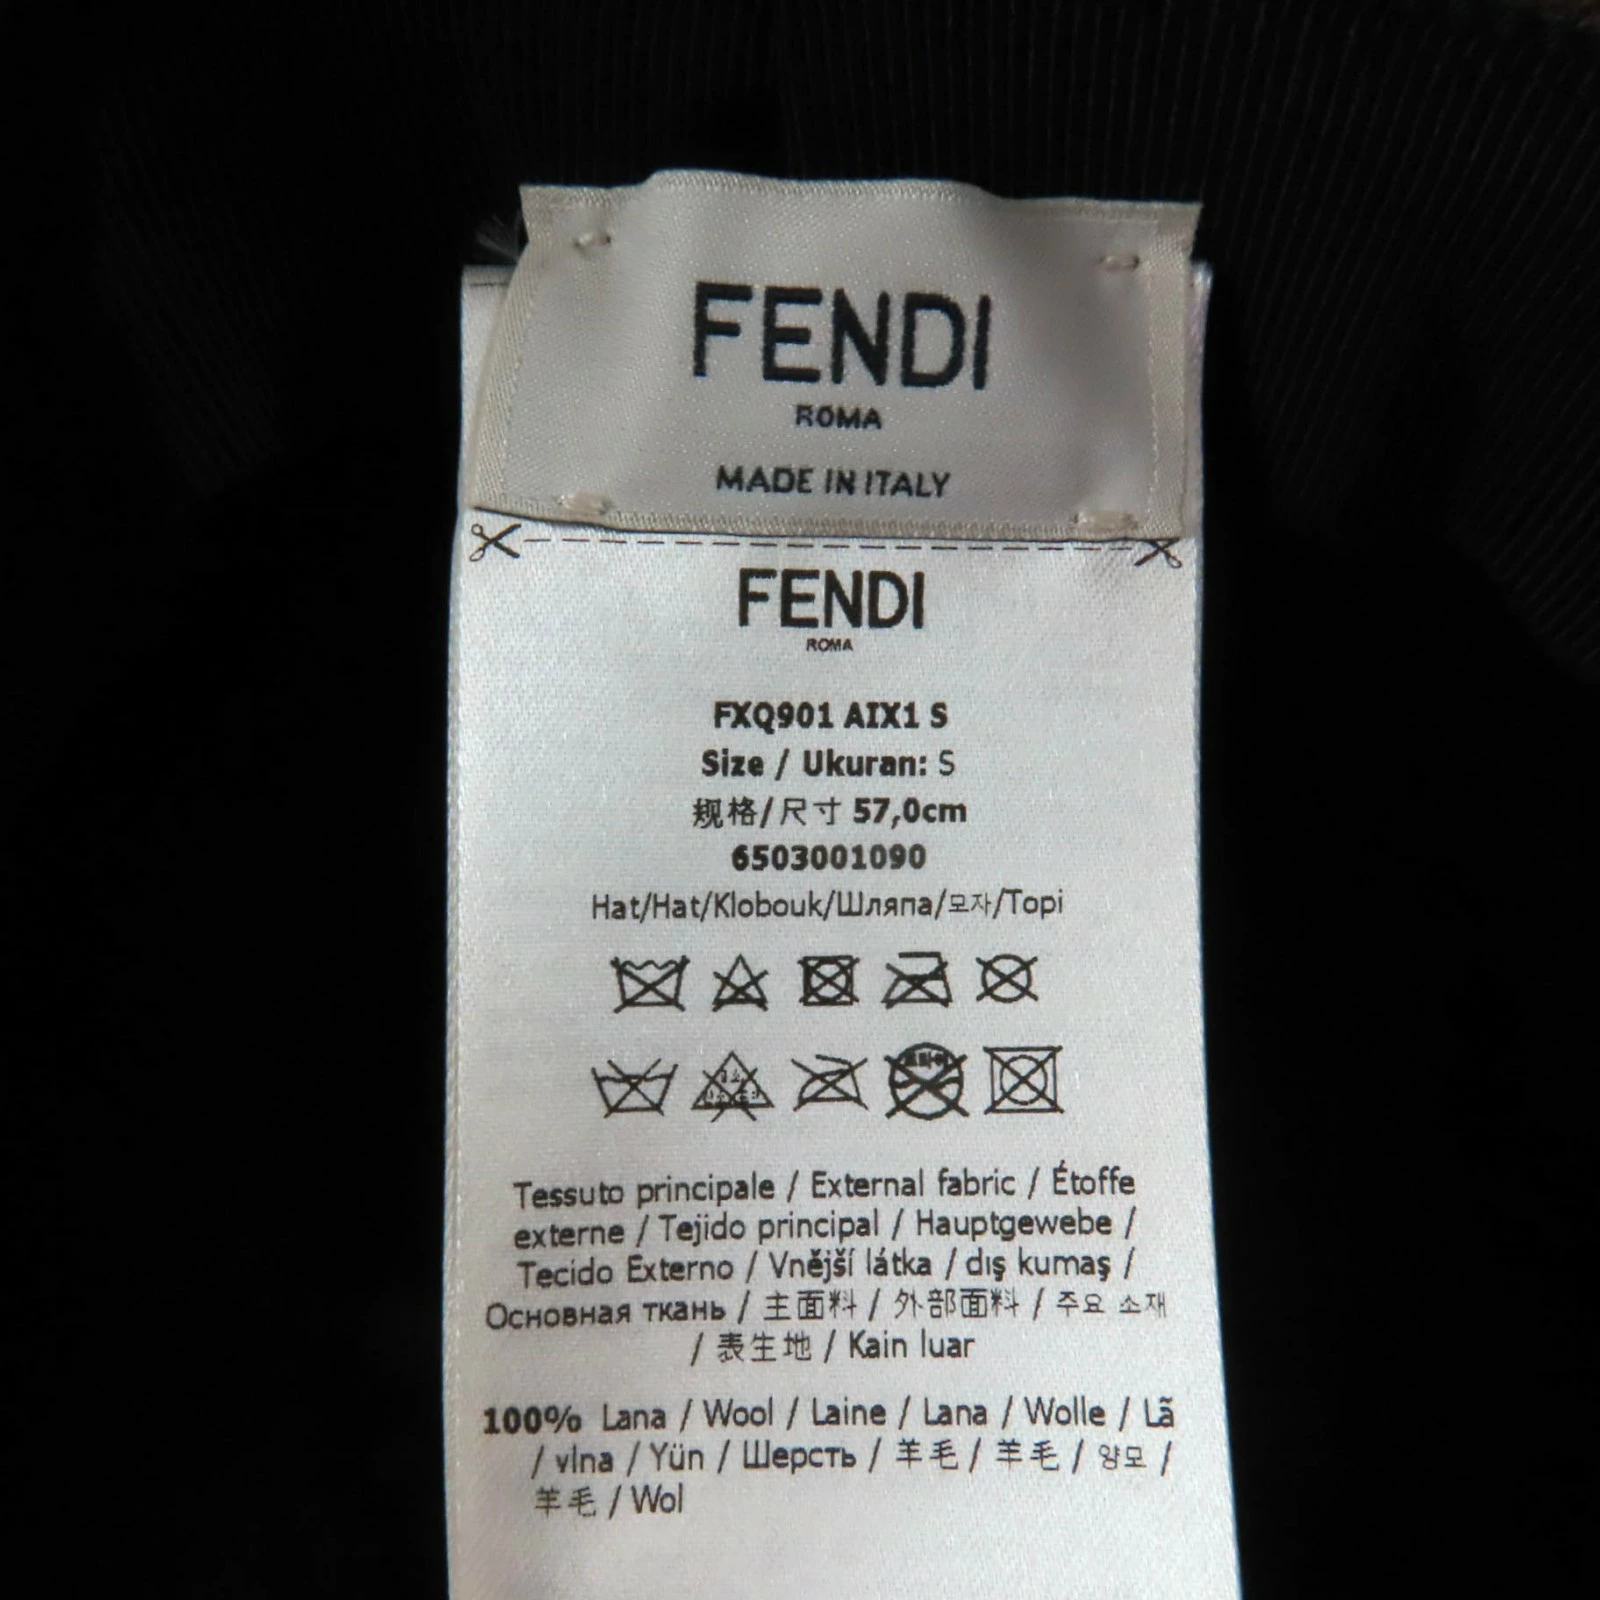 FENDI
ROMA
MADE IN ITALY
FENDI
ROMA
FXQ901 AIX1 S
Size / Ukuran: S
规格/尺寸 57,0cm
6503001090
Hat/Hat/Klobouk/Шляпа/모자/Topi
Tessuto principale / External fabric / Étoffe
externe / Tejido principal / Hauptgewebe /
Tecido Externo / Vnější látka / dış kumaş /
Основная ткань / 主面料 / 外部面料 / 주요 소재
/ 表生地 / Kain luar
100% Lana / Wool / Laine / Lana / Wolle / Lã
/ vlna / Yün / Шерсть / 羊毛 / 羊毛 / 양모 /
羊毛 / Wol